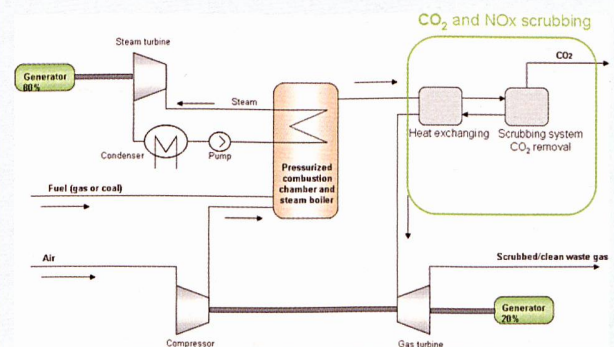 CO₂ and NOx scrubbing
Steam turbine
CO₂
Generator
80%
Steam
Heat exchanging
Scrubbing system
CO₂ removal
Condenser
Pump
Pressurized
combustion
chamber and
steam boiler
Fuel (gas or coal)
Air
Scrubbed/clean waste gas
Generator
20%
Compressor
Gas turbine